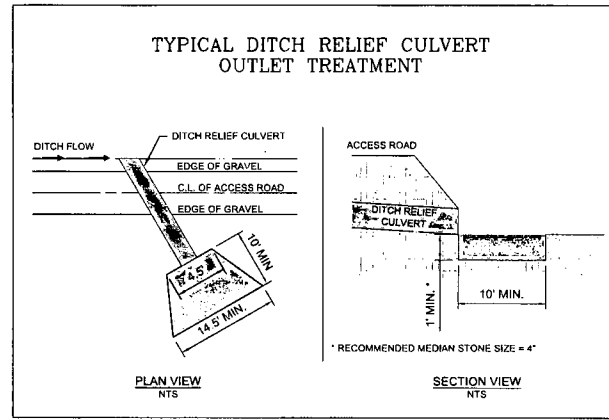 TYPICAL DITCH RELIEF CULVERT
OUTLET TREATMENT
DITCH FLOW
DITCH RELIEF CULVERT
EDGE OF GRAVEL
C.L. OF ACCESS ROAD
EDGE OF GRAVEL
4.5'
10' MIN
14.5' MIN.
PLAN VIEW
NTS
ACCESS ROAD
DITCH RELIEF
CULVERT
1' MIN. *
10' MIN.
* RECOMMENDED MEDIAN STONE SIZE = 4"
SECTION VIEW
NTS